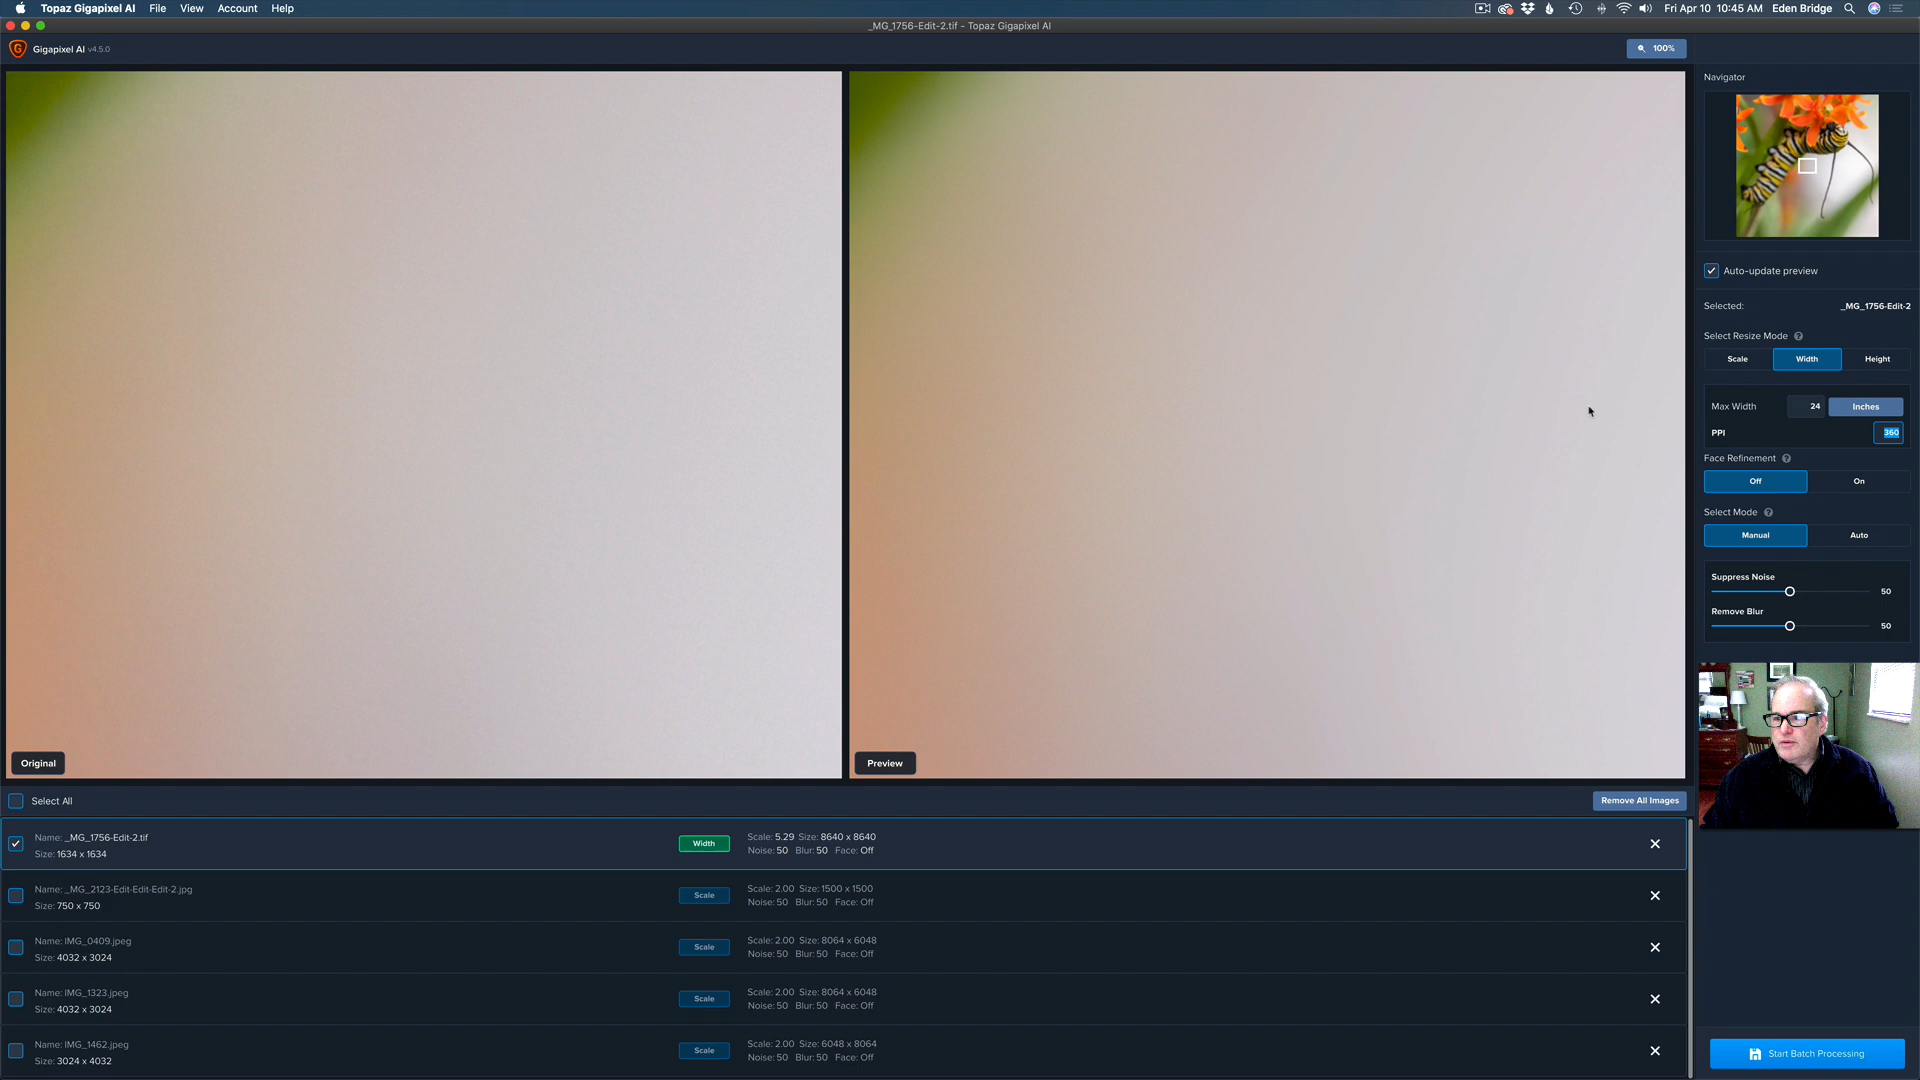 Topaz Gigapixel AI File View Account Help Fri Apr 10 10:45 AM Eden Bridge
_MG_1756-Edit-2.tif - Topaz Gigapixel AI
G Gigapixel AI v4.5.0
100%
Navigator
Auto-update preview
Selected: _MG_1756-Edit-2
Select Resize Mode ?
Scale Width Height
Max Width 24 Inches
PPI 360
Face Refinement ?
Off On
Select Mode ?
Manual Auto
Suppress Noise
50
Remove Blur
50
Original
Preview
Select All
Remove All Images
Name: _MG_1756-Edit-2.tif
Size: 1634 x 1634
Width
Scale: 5.29 Size: 8640 x 8640
Noise: 50 Blur: 50 Face: Off
Name: _MG_2123-Edit-Edit-Edit-2.jpg
Size: 750 x 750
Scale
Scale: 2.00 Size: 1500 x 1500
Noise: 50 Blur: 50 Face: Off
Name: IMG_0409.jpeg
Size: 4032 x 3024
Scale
Scale: 2.00 Size: 8064 x 6048
Noise: 50 Blur: 50 Face: Off
Name: IMG_1323.jpeg
Size: 4032 x 3024
Scale
Scale: 2.00 Size: 8064 x 6048
Noise: 50 Blur: 50 Face: Off
Name: IMG_1462.jpeg
Size: 3024 x 4032
Scale
Scale: 2.00 Size: 6048 x 8064
Noise: 50 Blur: 50 Face: Off
Start Batch Processing